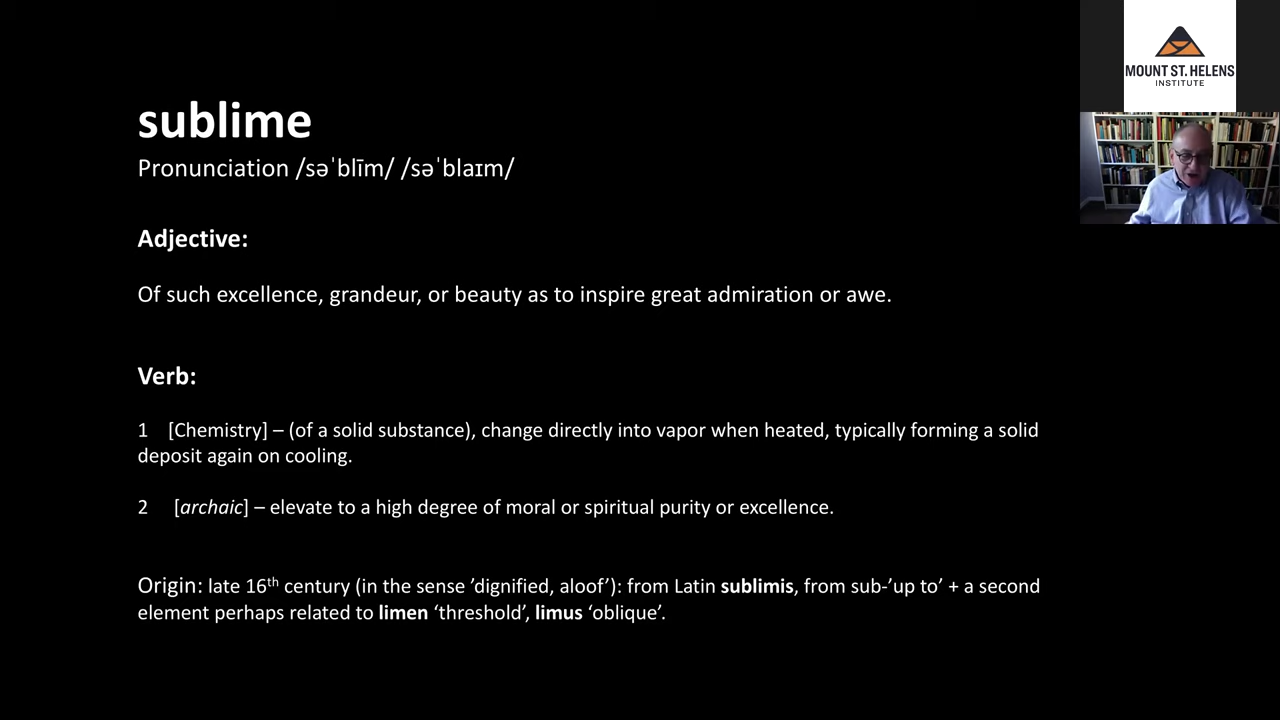 sublime
Pronunciation /səˈblīm/ /səˈblaɪm/
Adjective:
Of such excellence, grandeur, or beauty as to inspire great admiration or awe.
Verb:
1 [Chemistry] – (of a solid substance), change directly into vapor when heated, typically forming a solid
deposit again on cooling.
2 [archaic] – elevate to a high degree of moral or spiritual purity or excellence.
Origin: late 16th century (in the sense ’dignified, aloof’): from Latin sublimis, from sub-’up to’ + a second
element perhaps related to limen ‘threshold’, limus ‘oblique’.
MOUNT ST. HELENS
INSTITUTE